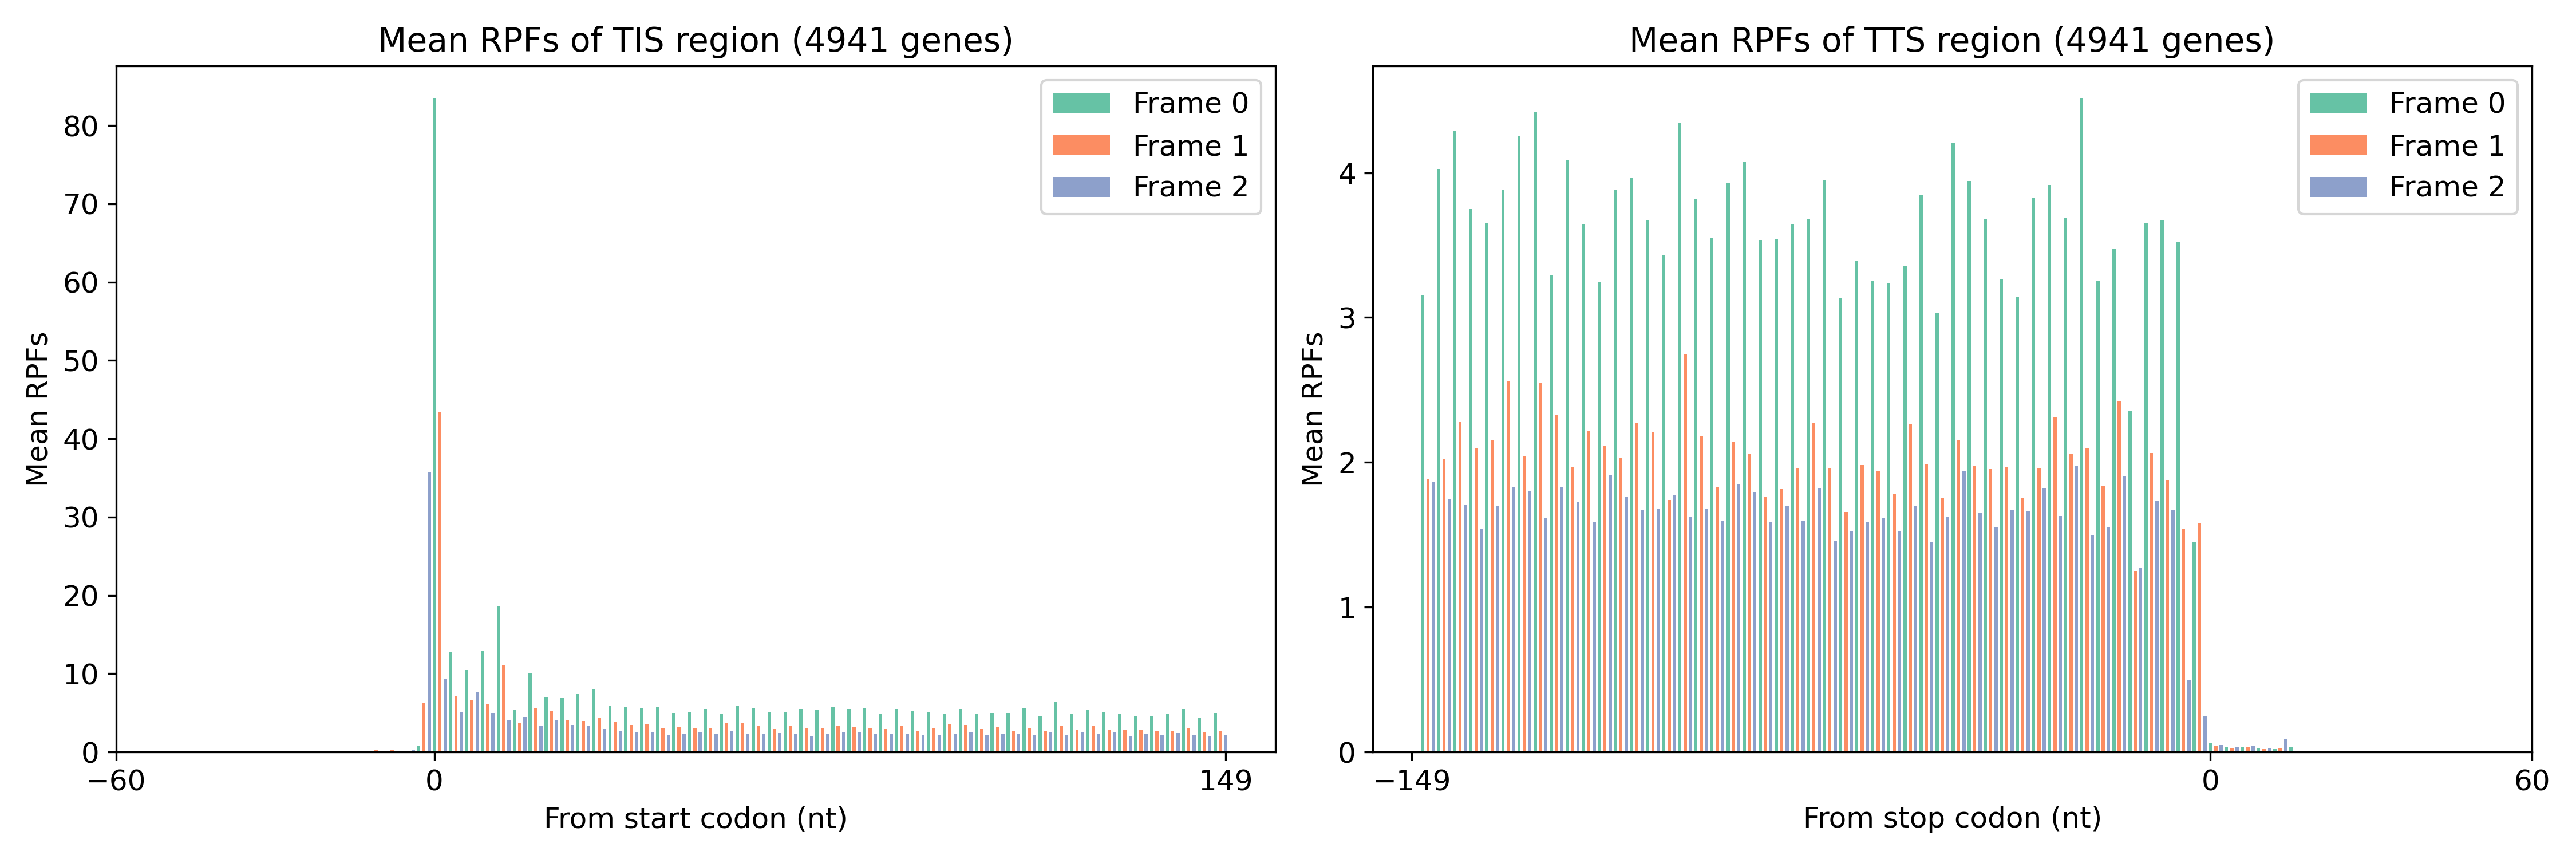 Mean RPFs of TIS region (4941 genes)
Frame 0
Frame 1
Frame 2
Mean RPFs
80
70
60
50
40
30
20
10
0
−60
0
149
From start codon (nt)
Mean RPFs of TTS region (4941 genes)
Frame 0
Frame 1
Frame 2
Mean RPFs
4
3
2
1
0
−149
0
60
From stop codon (nt)